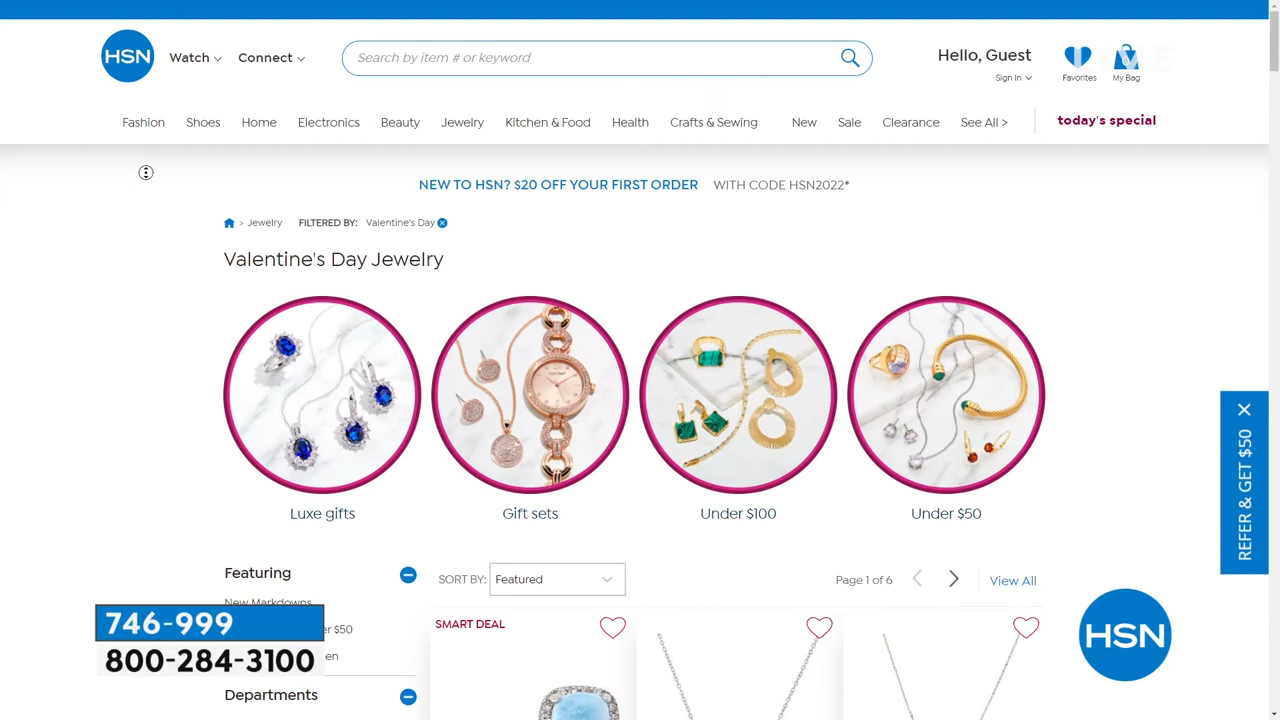 HSN
Watch
Connect
Search by item # or keyword
Hello, Guest
Sign In
Favorites
My Bag
Fashion
Shoes
Home
Electronics
Beauty
Jewelry
Kitchen & Food
Health
Crafts & Sewing
New
Sale
Clearance
See All >
today's special
NEW TO HSN? $20 OFF YOUR FIRST ORDER WITH CODE HSN2022*
> Jewelry FILTERED BY: Valentine's Day
Valentine's Day Jewelry
Luxe gifts
Gift sets
Under $100
Under $50
REFER & GET $50
Featuring
SORT BY: Featured
Page 1 of 6
View All
New Markdowns
$50
SMART DEAL
746-999
800-284-3100
Departments
HSN